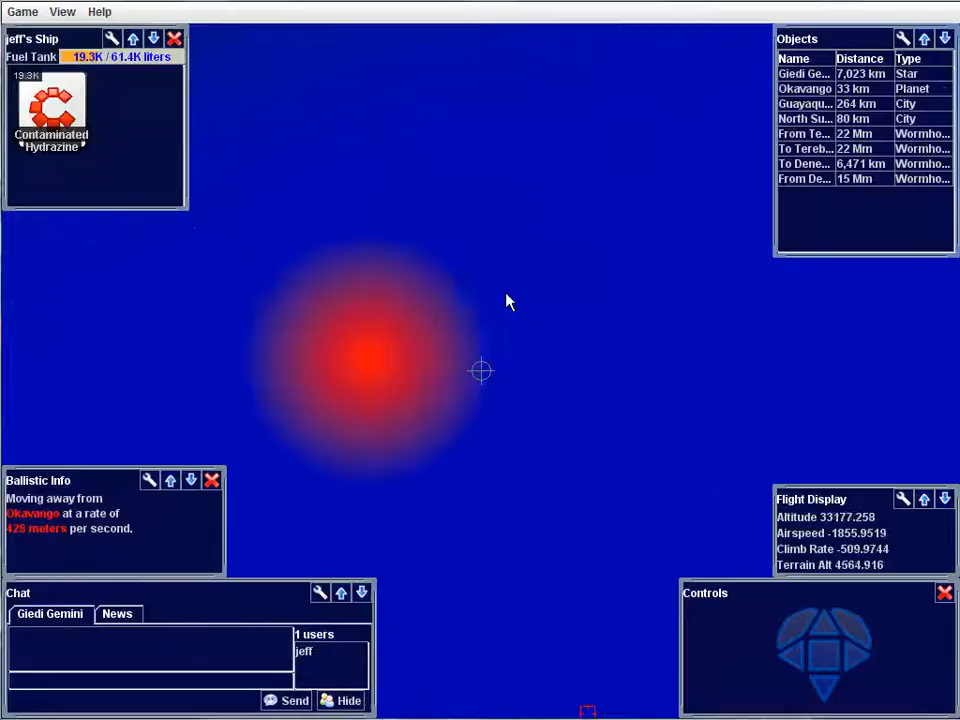 Game View Help
jeff's Ship
Fuel Tank 19.3K / 61.4K liters
19.3K
Contaminated
Hydrazine
Objects
Name Distance Type
Giedi Ge... 7,023 km Star
Okavango 33 km Planet
Guayaqu... 264 km City
North Su... 80 km City
From Te... 22 Mm Wormho...
To Tereb... 22 Mm Wormho...
To Dene... 6,471 km Wormho...
From De... 15 Mm Wormho...
Ballistic Info
Moving away from
Okavango at a rate of
428 meters per second.
Flight Display
Altitude 33177.258
Airspeed -1855.9519
Climb Rate -509.9744
Terrain Alt 4564.916
Chat
Giedi Gemini News
1 users
jeff
Send Hide
Controls